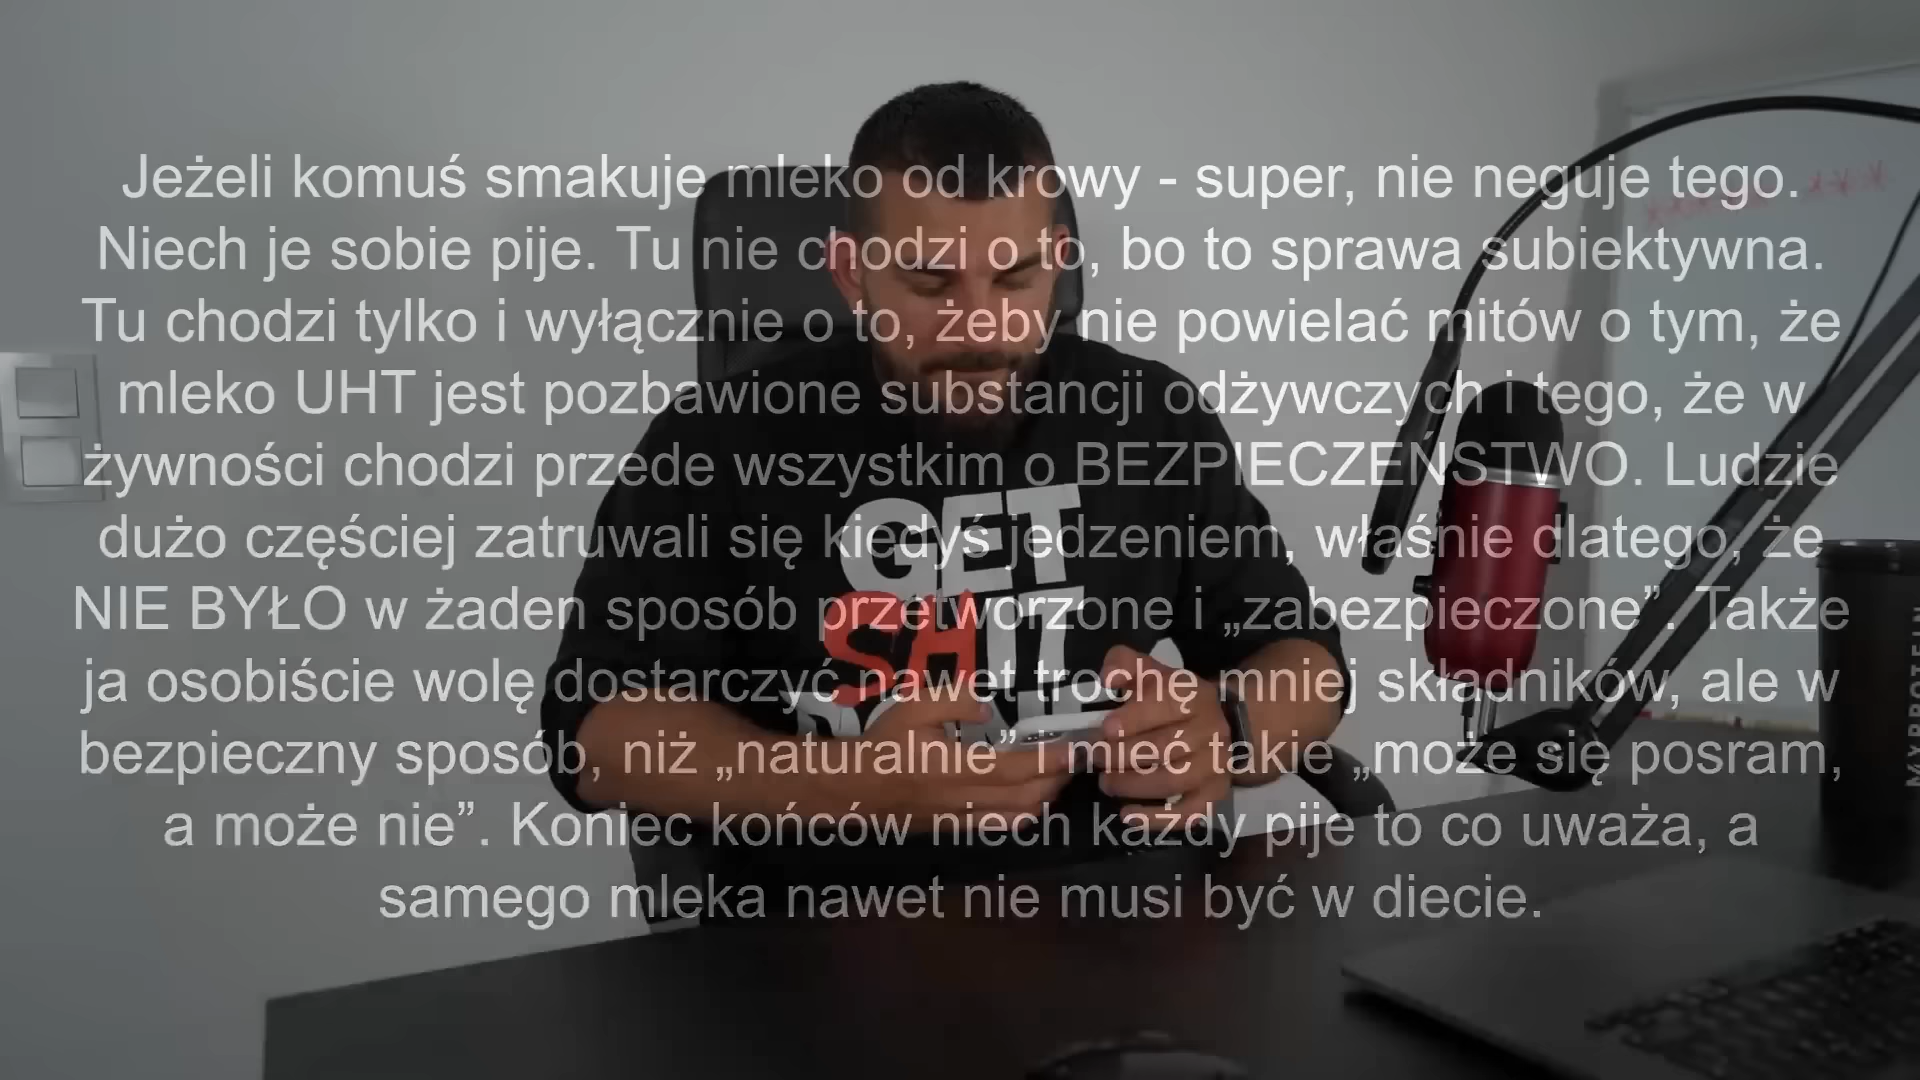 Jeżeli komuś smakuje mleko od krowy - super, nie neguje tego.
Niech je sobie pije. Tu nie chodzi o to, bo to sprawa subiektywna.
Tu chodzi tylko i wyłącznie o to, żeby nie powielać mitów o tym, że
mleko UHT jest pozbawione substancji odżywczych i tego, że w
żywności chodzi przede wszystkim o BEZPIECZEŃSTWO. Ludzie
dużo częściej zatruwali się kiedyś jedzeniem, właśnie dlatego, że
NIE BYŁO w żaden sposób przetworzone i „zabezpieczone”. Także
ja osobiście wolę dostarczyć nawet trochę mniej składników, ale w
bezpieczny sposób, niż „naturalnie” i mieć takie „może się posram,
a może nie”. Koniec końców niech każdy pije to co uważa, a
samego mleka nawet nie musi być w diecie.
GET
SHIT
DONE
MYPROTEIN